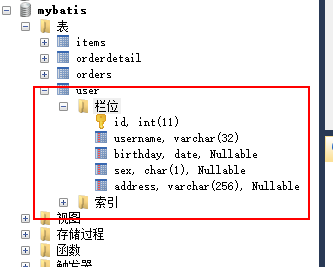 mybatis
表
items
orderdetail
orders
user
栏位
id, int(11)
username, varchar(32)
birthday, date, Nullable
sex, char(1), Nullable
address, varchar(256), Nullable
索引
视图
存储过程
函数
触发器